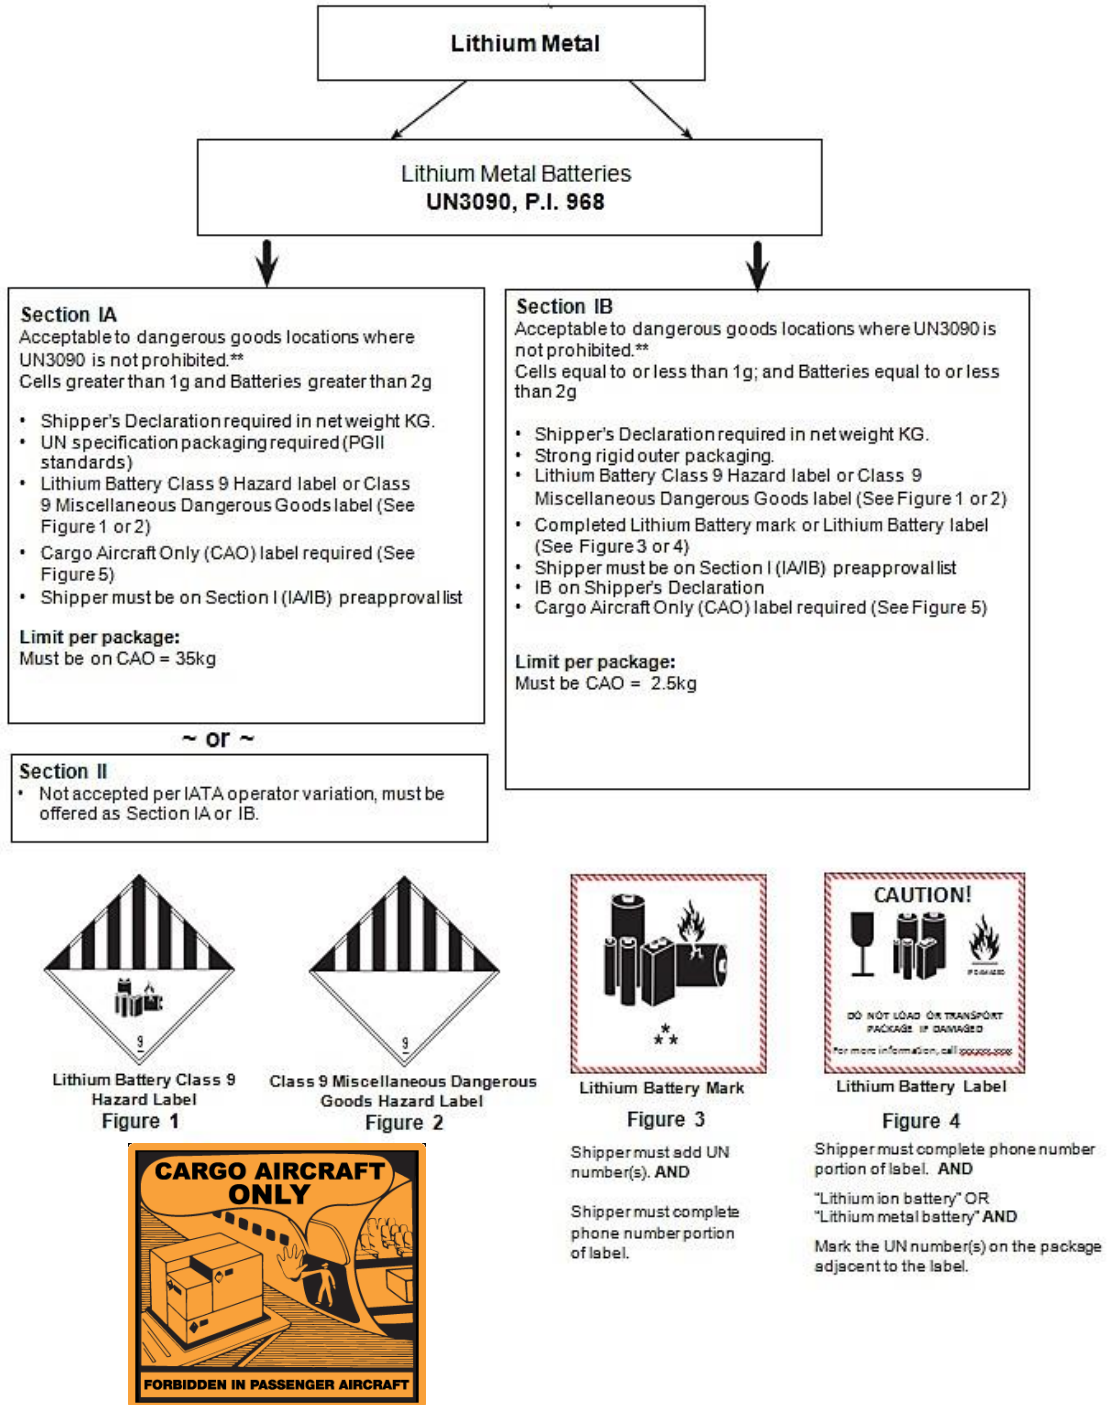 Lithium Metal
Lithium Metal Batteries
UN3090, P.I. 968
Section IA
Acceptable to dangerous goods locations where
UN3090 is not prohibited.**
Cells greater than 1g and Batteries greater than 2g
• Shipper's Declaration required in net weight KG.
• UN specification packaging required (PGII
standards)
• Lithium Battery Class 9 Hazard label or Class
9 Miscellaneous Dangerous Goods label (See
Figure 1 or 2)
• Cargo Aircraft Only (CAO) label required (See
Figure 5)
• Shipper must be on Section I (IA/IB) preapproval list
Limit per package:
Must be on CAO = 35kg
~ or ~
Section II
• Not accepted per IATA operator variation, must be
offered as Section IA or IB.
Section IB
Acceptable to dangerous goods locations where UN3090 is
not prohibited.**
Cells equal to or less than 1g; and Batteries equal to or less
than 2g
• Shipper's Declaration required in net weight KG.
• Strong rigid outer packaging.
• Lithium Battery Class 9 Hazard label or Class 9
Miscellaneous Dangerous Goods label (See Figure 1 or 2)
• Completed Lithium Battery mark or Lithium Battery label
(See Figure 3 or 4)
• Shipper must be on Section I (IA/IB) preapproval list
• IB on Shipper's Declaration
• Cargo Aircraft Only (CAO) label required (See Figure 5)
Limit per package:
Must be CAO = 2.5kg
9
Lithium Battery Class 9
Hazard Label
Figure 1
9
Class 9 Miscellaneous Dangerous
Goods Hazard Label
Figure 2
*
**
Lithium Battery Mark
Figure 3
Shipper must add UN
number(s). AND
Shipper must complete
phone number portion
of label.
CAUTION!
IF DAMAGED
DO NOT LOAD OR TRANSPORT
PACKAGE IF DAMAGED
For more information, call xxx.xxx.xxxx
Lithium Battery Label
Figure 4
Shipper must complete phone number
portion of label. AND
"Lithium ion battery" OR
"Lithium metal battery" AND
Mark the UN number(s) on the package
adjacent to the label.
CARGO AIRCRAFT
ONLY
FORBIDDEN IN PASSENGER AIRCRAFT